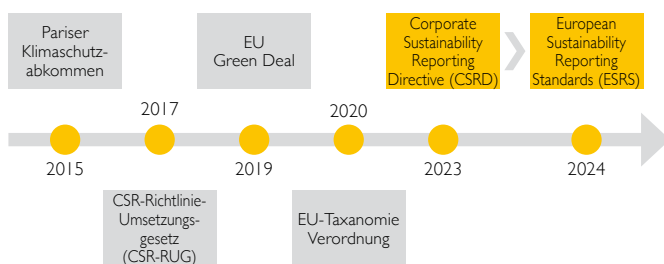 Pariser
Klimaschutz-
abkommen
EU
Green Deal
Corporate
Sustainability
Reporting
Directive (CSRD)
European
Sustainability
Reporting
Standards (ESRS)
2017
2020
2015
2019
2023
2024
CSR-Richtlinie-
Umsetzungs-
gesetz
(CSR-RUG)
EU-Taxanomie
Verordnung